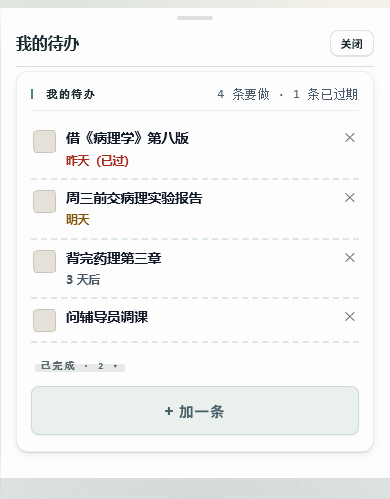 我的待办
关闭
我的待办
4 条要做 · 1 条已过期
借《病理学》第八版
昨天（已过）
周三前交病理实验报告
明天
背完药理第三章
3 天后
问辅导员调课
已完成 · 2 ▾
+ 加一条